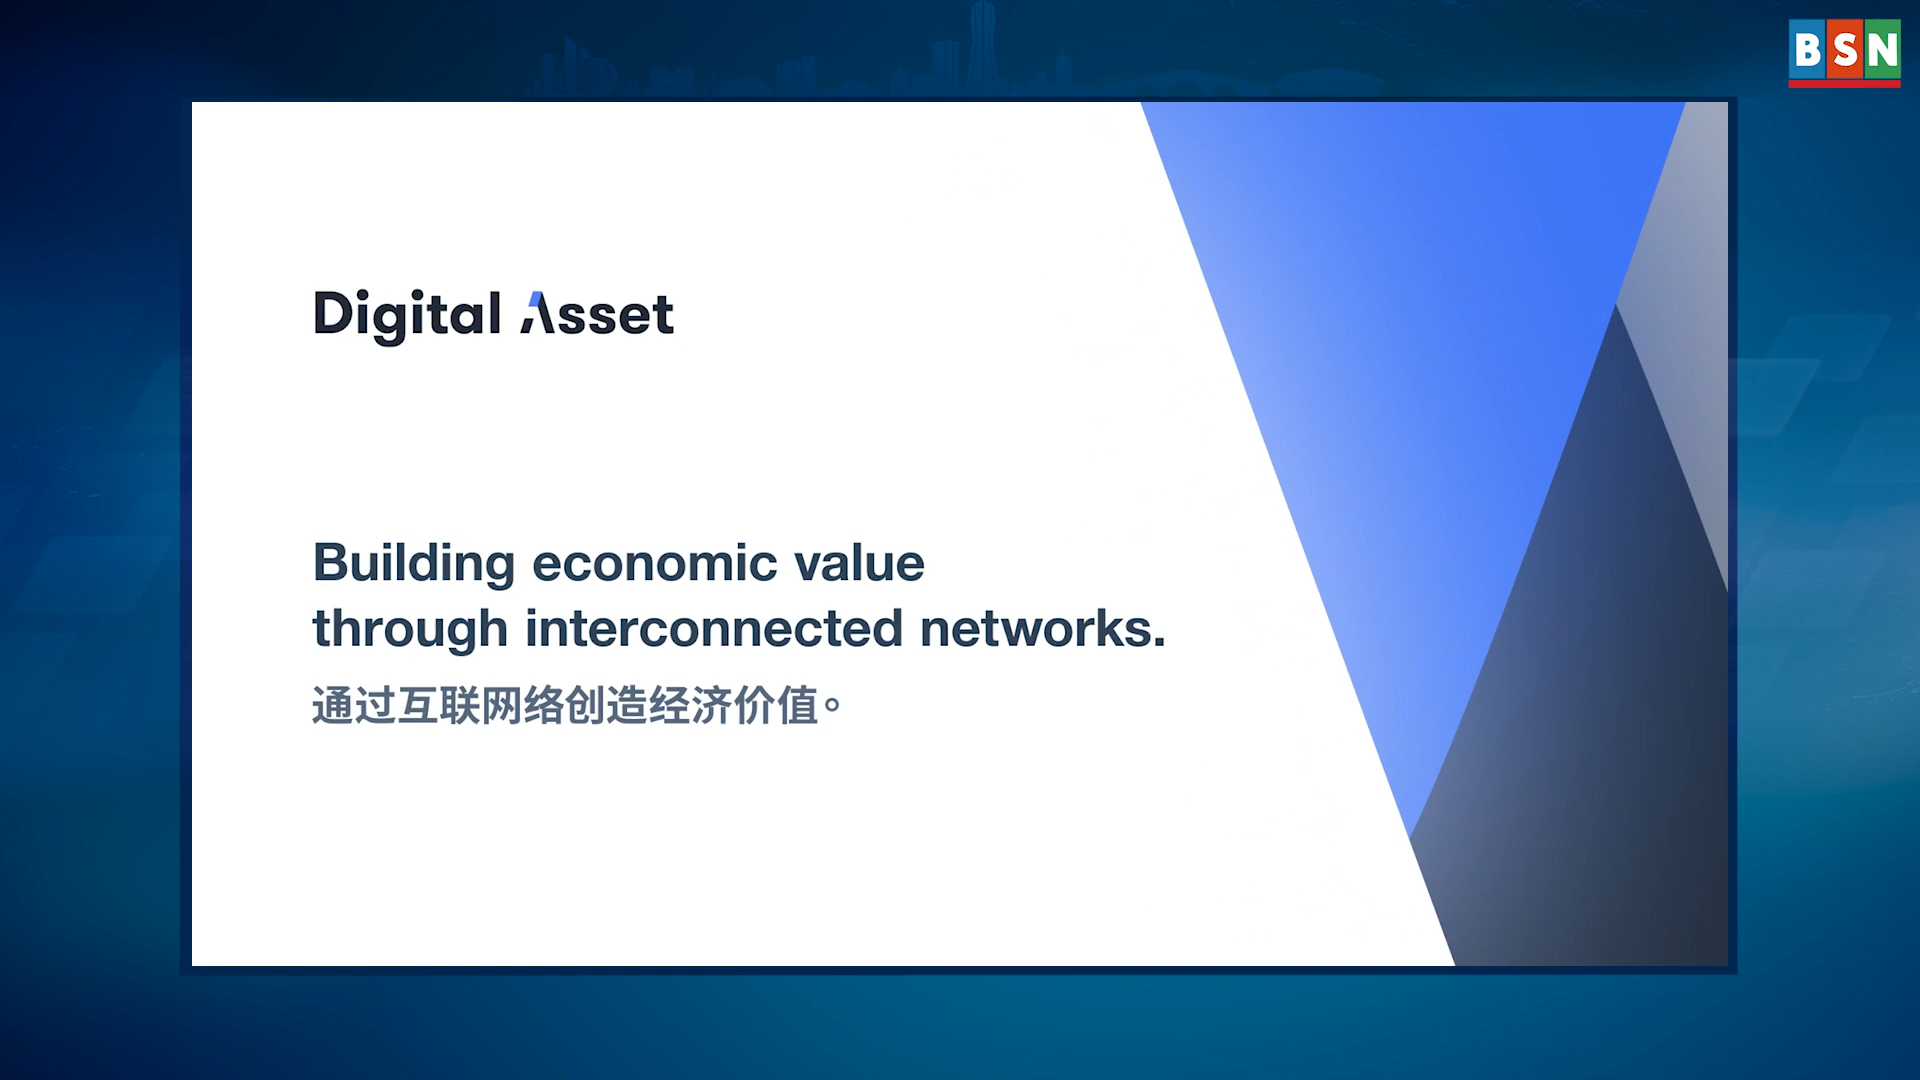 BSN
Digital Asset
Building economic value
through interconnected networks.
通过互联网络创造经济价值。